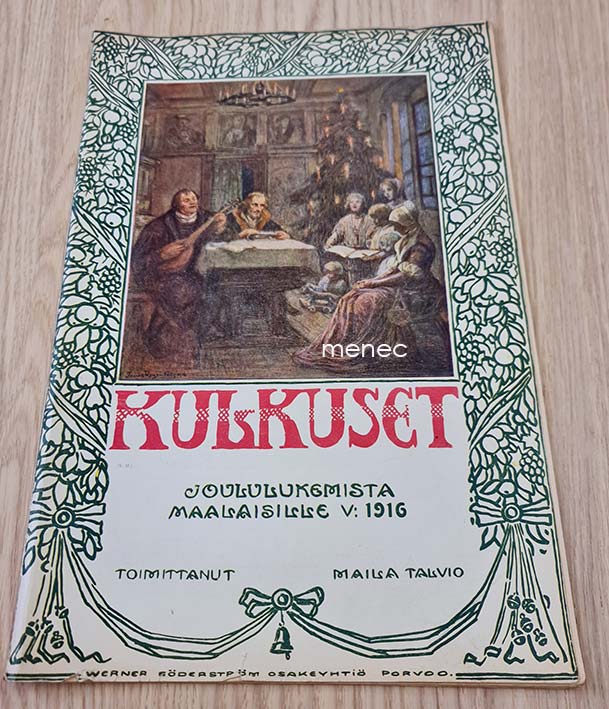 menec
KULKUSET
JOULULUKEMISTA
MAALAISILLE V: 1916
TOIMITTANUT MAILA TALVIO
WERNER SÖDERSTRÖM OSAKEYHTIÖ PORVOO.